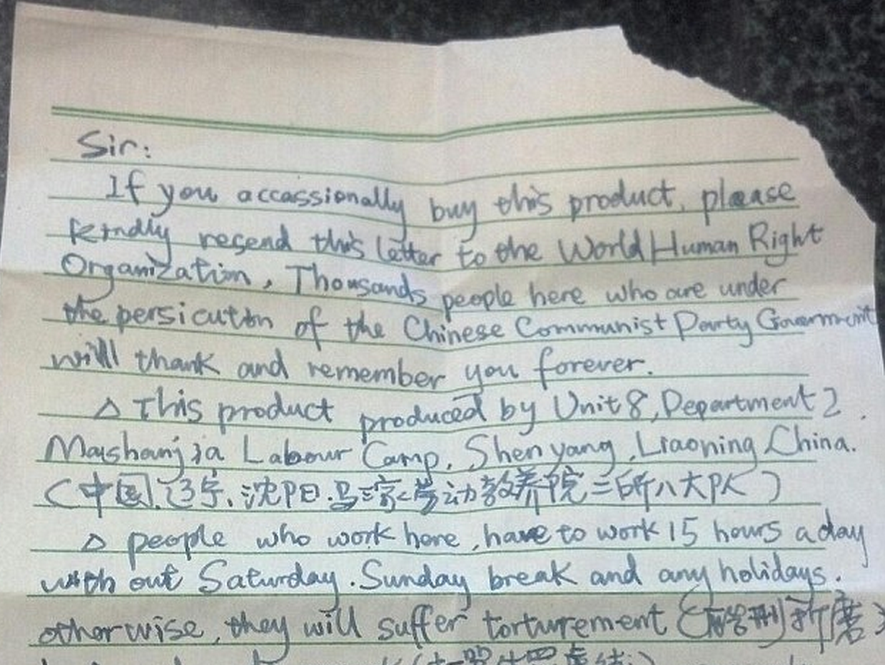 Sir:
If you accassionally buy this product, please
kindly resend this letter to the World Human Right
Organization, Thousands people here who are under
the persicution of the Chinese Communist Party Government
will thank and remember you forever.
△ This product produced by Unit 8, Department 2,
Mashanjia Labour Camp, Shenyang, Liaoning China.
(中国.辽宁、沈阳.马三家劳动教养院二所八大队)
△ people who work here, have to work 15 hours a day
with out Saturday. Sunday break and any holidays.
otherwise, they will suffer torturement (折磨